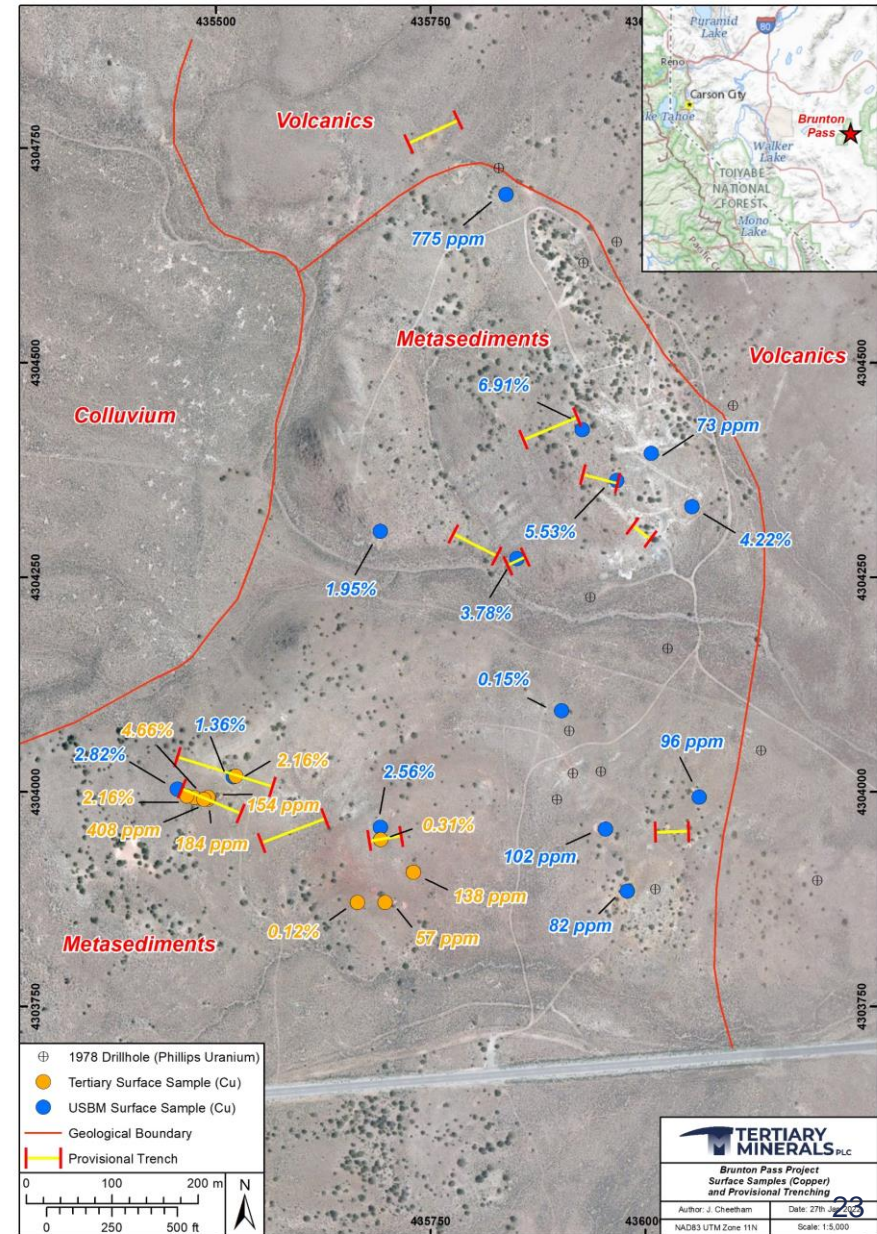 435500
435750
Pyramid
Lake
80
Reno
Carson City
Brunton
Pass
Walker
Lake
TOIYABE
NATIONAL
FOREST
Mono
Lake
Volcanics
4304750
4304750
775 ppm
Metasediments
Volcanics
4304500
4304500
6.91%
Colluvium
73 ppm
5.53%
4.22%
1.95%
4304250
4304250
3.78%
0.15%
4.66%
1.36%
2.82%
2.16%
96 ppm
2.56%
4304000
4304000
2.16%
154 ppm
408 ppm
0.31%
184 ppm
102 ppm
138 ppm
0.12%
57 ppm
82 ppm
Metasediments
4303750
4303750
1978 Drillhole (Phillips Uranium)
Tertiary Surface Sample (Cu)
USBM Surface Sample (Cu)
Geological Boundary
Provisional Trench
0 100 200 m
0 250 500 ft
N
435750
TERTIARY
MINERALS PLC
Brunton Pass Project
Surface Samples (Copper)
and Provisional Trenching
Author: J. Cheetham
Date: 27th Jan
23
NAD83 UTM Zone 11N
Scale: 1:5,000